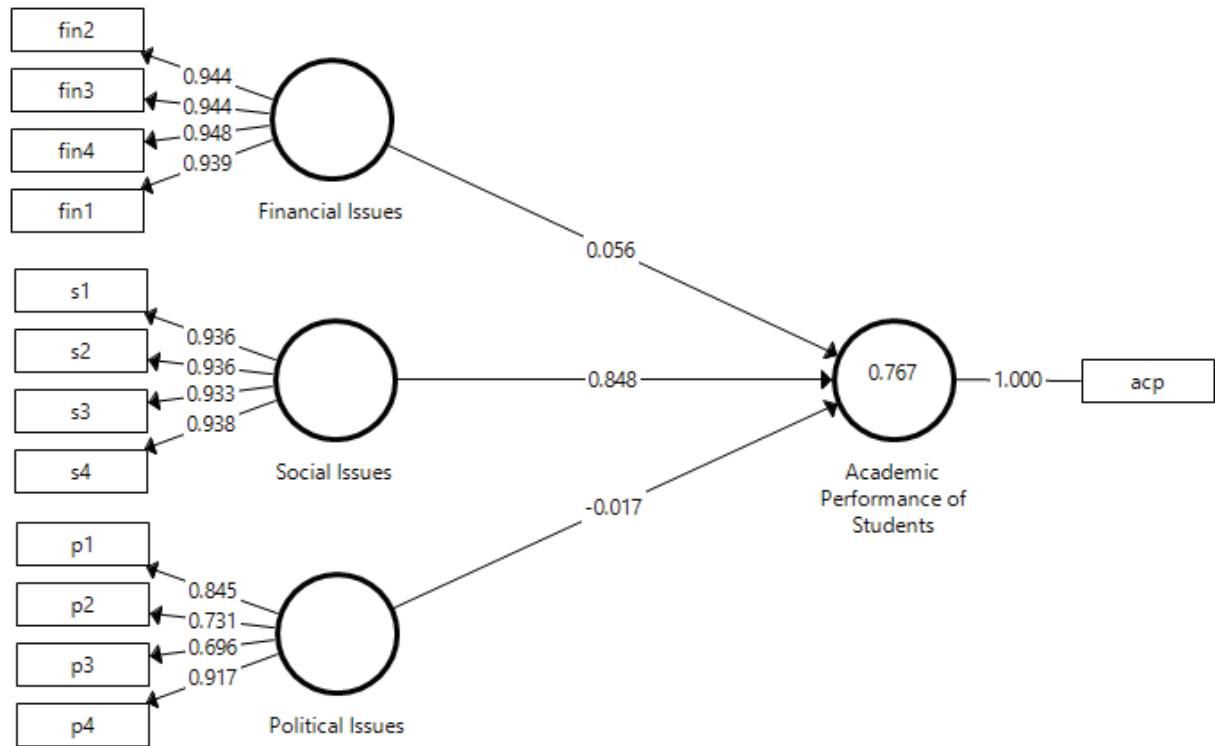 fin2
fin3
fin4
fin1
0.944
0.944
0.948
0.939
Financial Issues
0.056
s1
s2
s3
s4
0.936
0.936
0.933
0.938
Social Issues
0.848
p1
p2
p3
p4
0.845
0.731
0.696
0.917
Political Issues
-0.017
0.767
Academic
Performance of
Students
1.000
acp